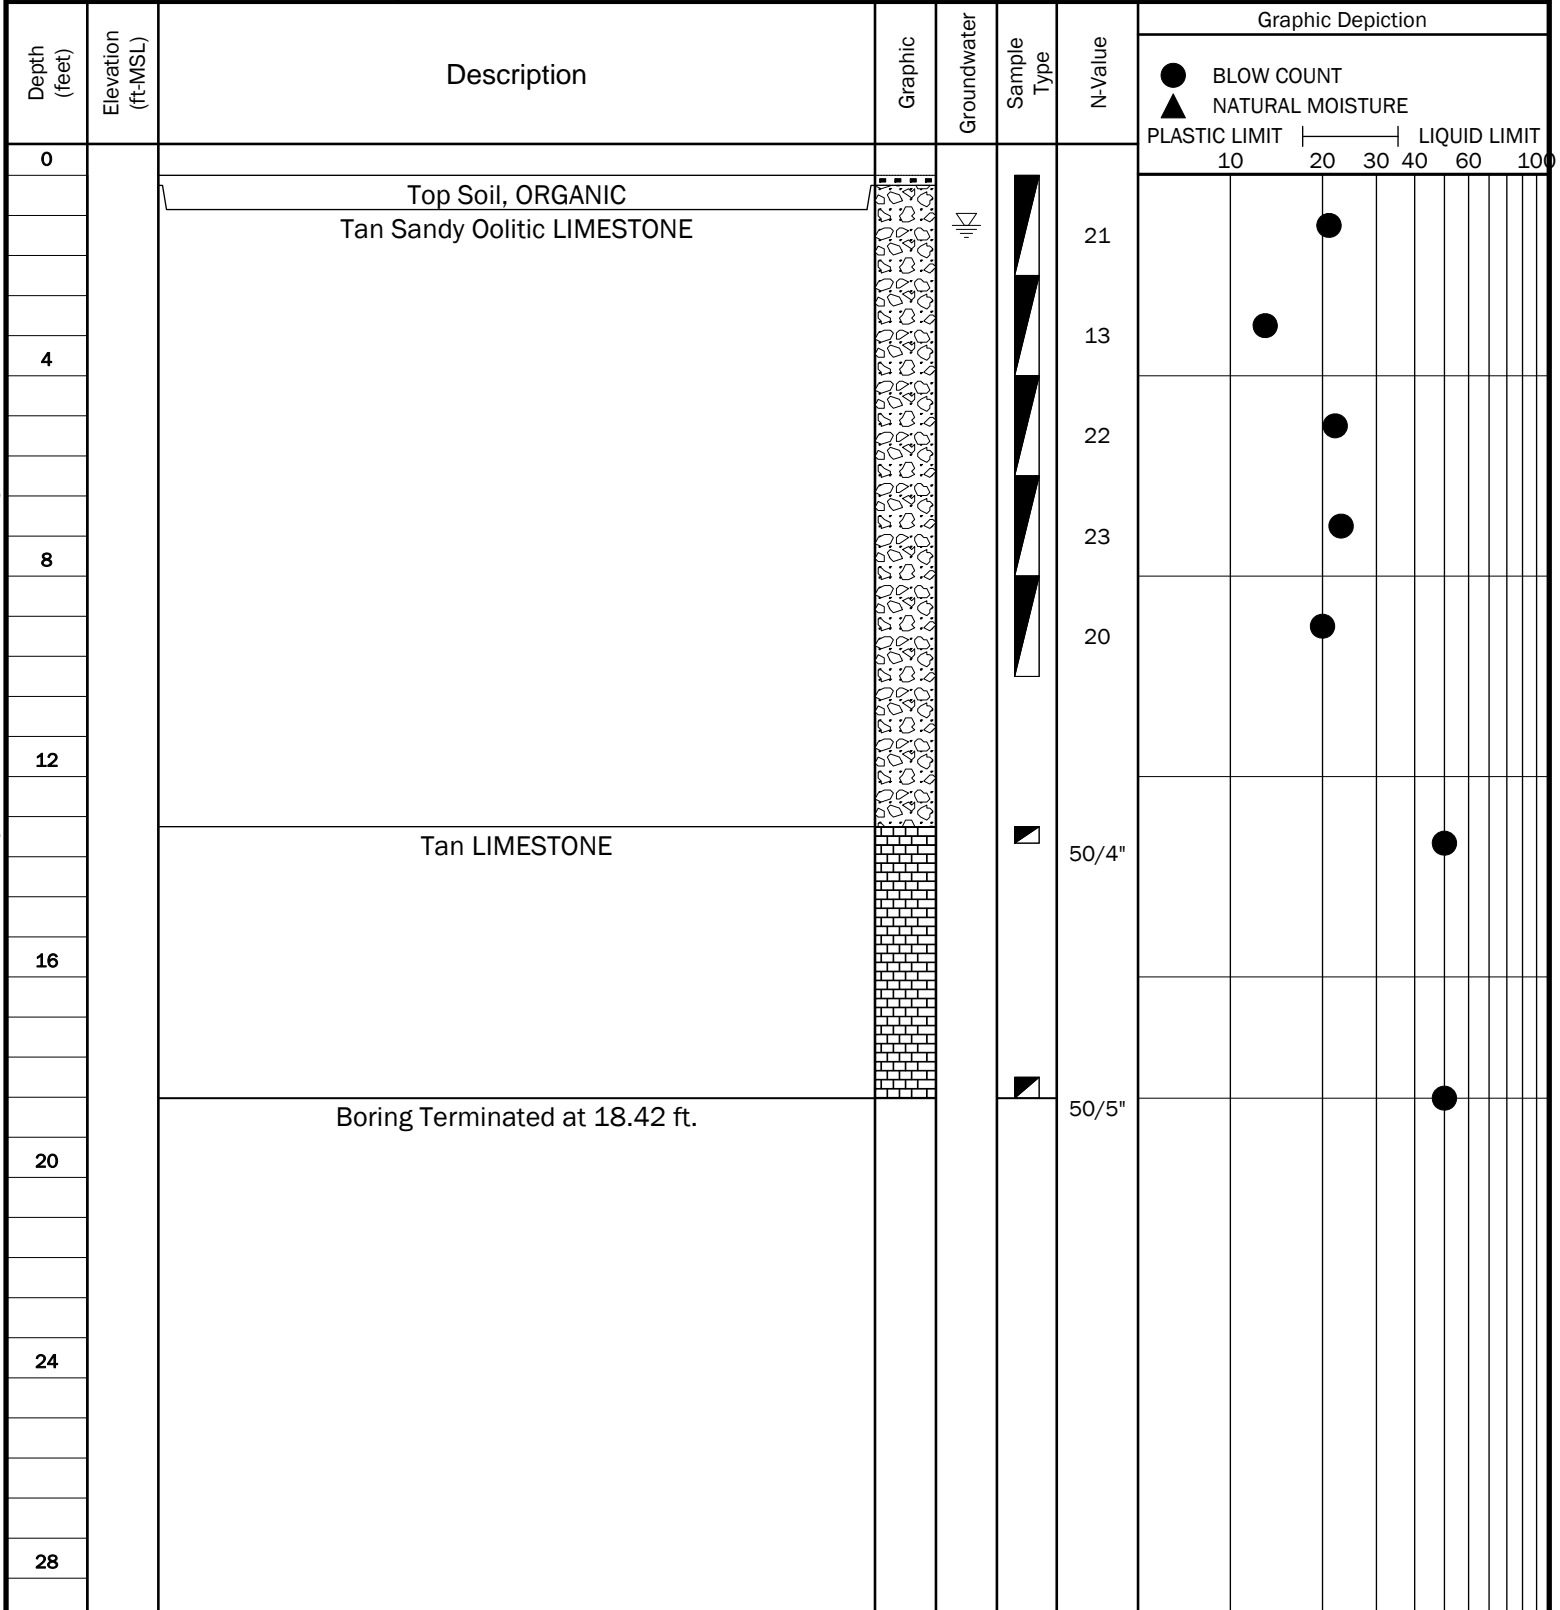 Graphic Depiction
Depth
(feet)
Elevation
(ft-MSL)
Description
Graphic
Groundwater
Sample
Type
N-Value
BLOW COUNT
NATURAL MOISTURE
PLASTIC LIMIT LIQUID LIMIT
10 20 30 40 60 100
0
Top Soil, ORGANIC
Tan Sandy Oolitic LIMESTONE
21
13
4
22
23
8
20
12
Tan LIMESTONE
50/4"
16
50/5"
Boring Terminated at 18.42 ft.
20
24
28